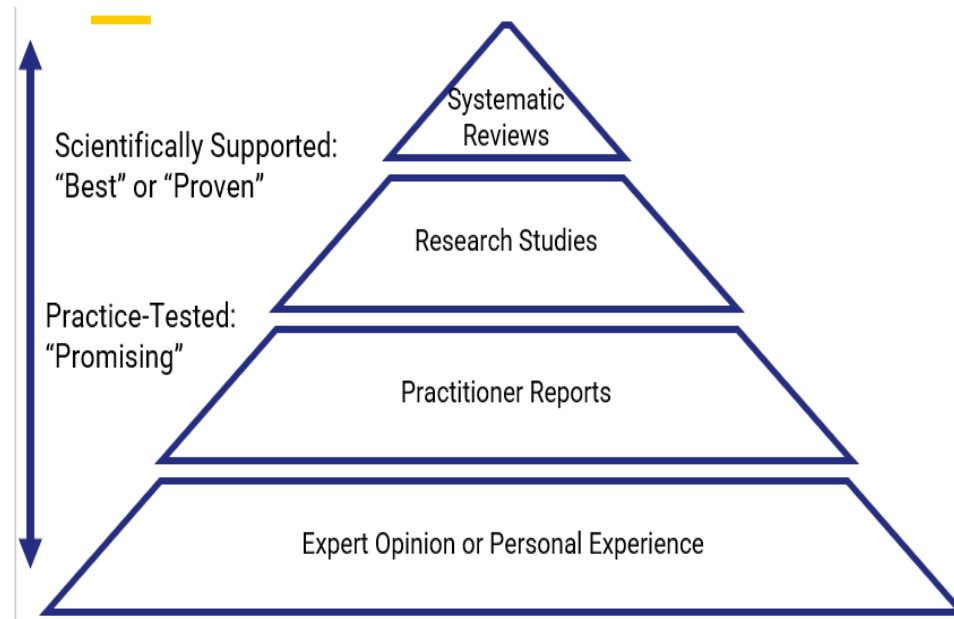 Systematic
Reviews
Scientifically Supported:
“Best” or “Proven”
Research Studies
Practice-Tested:
“Promising”
Practitioner Reports
Expert Opinion or Personal Experience